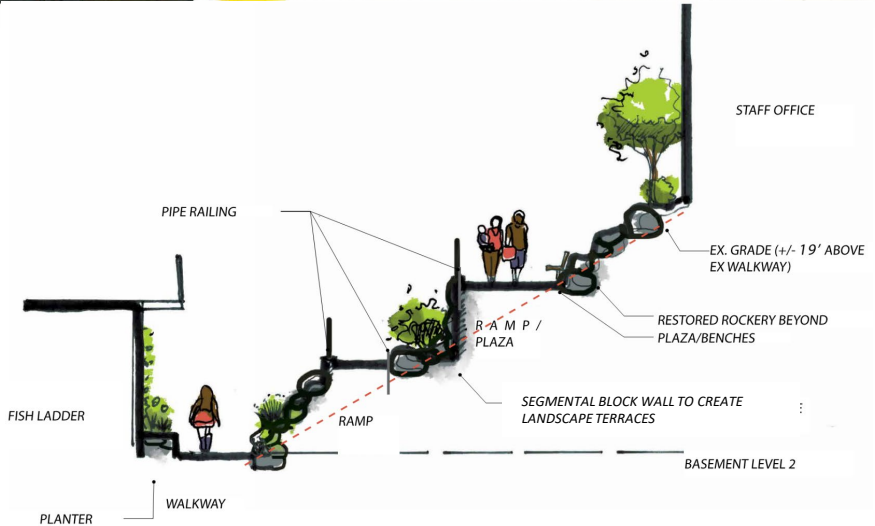 STAFF OFFICE
PIPE RAILING
EX. GRADE (+/- 19' ABOVE
EX WALKWAY)
RAMP/
PLAZA
RESTORED ROCKERY BEYOND
PLAZA/BENCHES
SEGMENTAL BLOCK WALL TO CREATE
LANDSCAPE TERRACES
FISH LADDER
RAMP
BASEMENT LEVEL 2
WALKWAY
PLANTER